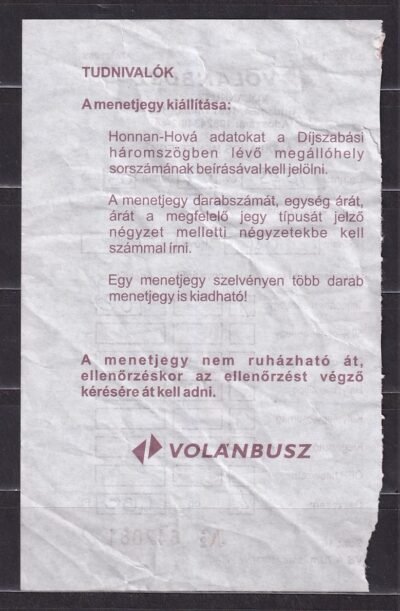 TUDNIVALÓK
A menetjegy kiállítása:
Honnan-Hová adatokat a Díjszabási
háromszögben lévő megállóhely
sorszámának beírásával kell jelölni.
A menetjegy darabszámát, egység árát,
árát a megfelelő jegy típusát jelző
négyzet melletti négyzetekbe kell
számmal írni.
Egy menetjegy szelvényen több darab
menetjegy is kiadható!
A menetjegy nem ruházható át,
ellenőrzéskor az ellenőrzést végző
kérésére át kell adni.
VOLÁNBUSZ